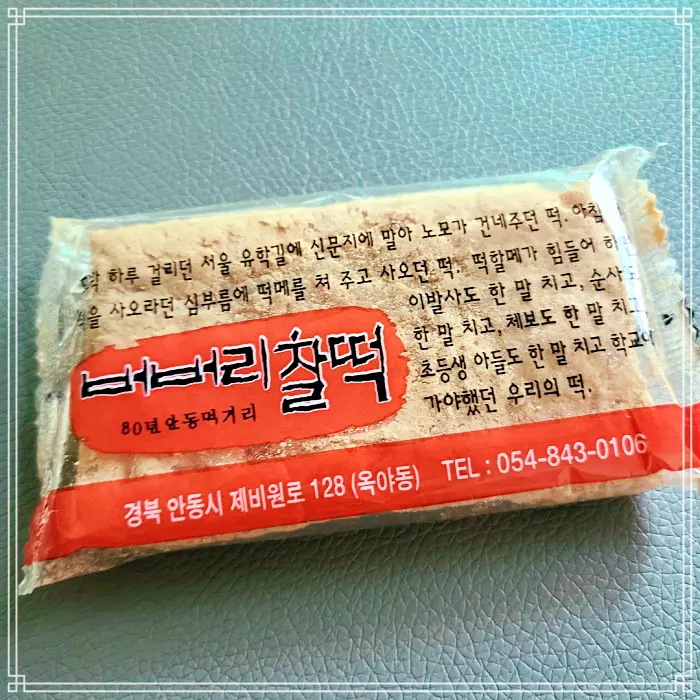 하루 걸리던 서울 유학길에 신문지에 말아 노모가 건네주던 떡. 아침
사오라던 심부름에 떡메를 쳐 주고 사오던 떡. 떡할메가 힘들어
이발사도 한 말 치고, 순사도
한 말 치고, 체보도 한 말 치고
초등생 아들도 한 말 치고 학교에
가야했던 우리의 떡.
버버리찰떡
80년안동먹거리
경북 안동시 제비원로 128 (옥야동) TEL : 054-843-0106